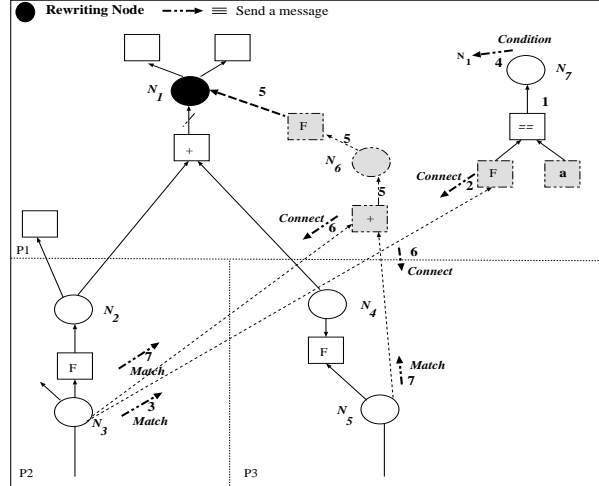 Rewriting Node ≡ Send a message
Condition
N1 4 N7
N1 5 1
F 5 ==
+ N6 Connect 2 F a
5
Connect
6 +
P1 6
Connect
N2 N4
F 7 F Match
Match 7
3
N3 Match N5
P2 P3